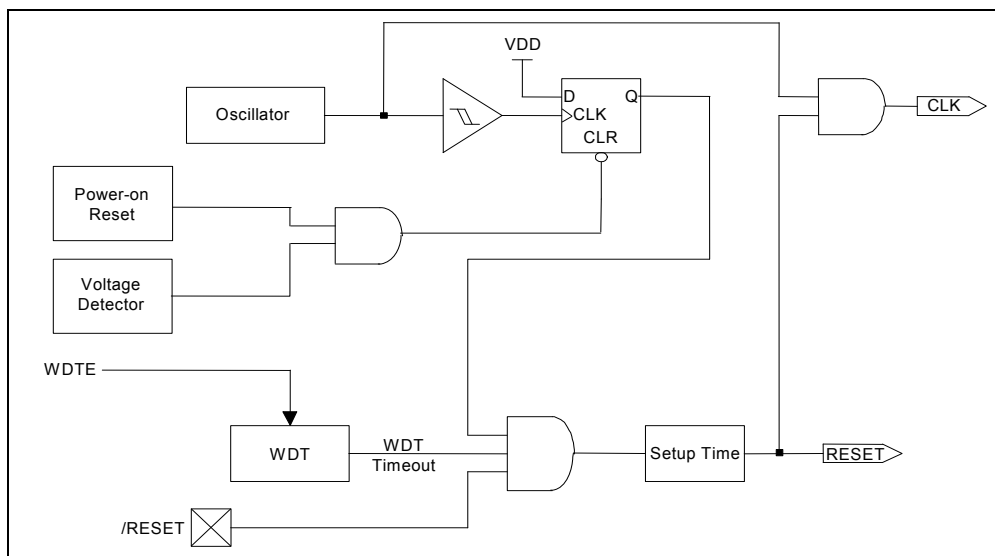 VDD
Oscillator
D
Q
CLK
CLR
CLK
Power-on
Reset
Voltage
Detector
WDTE
WDT
WDT
Timeout
Setup Time
RESET
/RESET